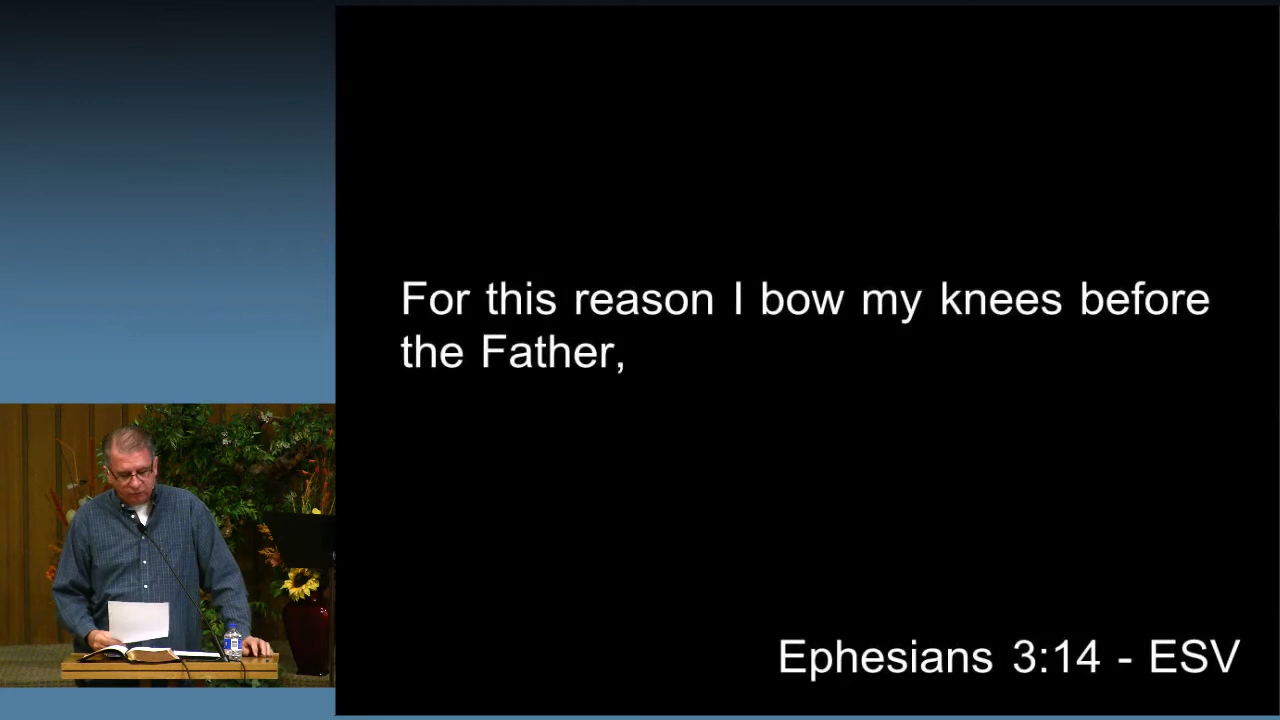 For this reason I bow my knees before
the Father,
Ephesians 3:14 - ESV